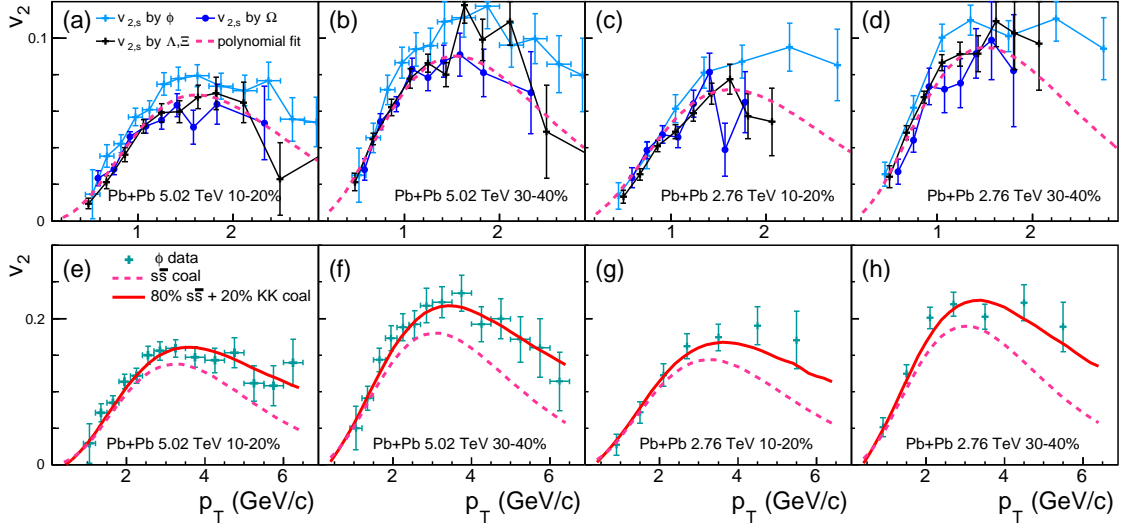 v2
(a)
v2,s by ϕ
v2,s by Ω
v2,s by Λ,Ξ
polynomial fit
(b)
(c)
(d)
0.1
0
Pb+Pb 5.02 TeV 10-20%
Pb+Pb 5.02 TeV 30-40%
Pb+Pb 2.76 TeV 10-20%
Pb+Pb 2.76 TeV 30-40%
1 2 1 2 1 2 1 2
v2
(e)
ϕ data
ss̄ coal
80% ss̄ + 20% KK coal
(f)
(g)
(h)
0.2
0
Pb+Pb 5.02 TeV 10-20%
Pb+Pb 5.02 TeV 30-40%
Pb+Pb 2.76 TeV 10-20%
Pb+Pb 2.76 TeV 30-40%
2 4 6 2 4 6 2 4 6 2 4 6
pT (GeV/c)
pT (GeV/c)
pT (GeV/c)
pT (GeV/c)